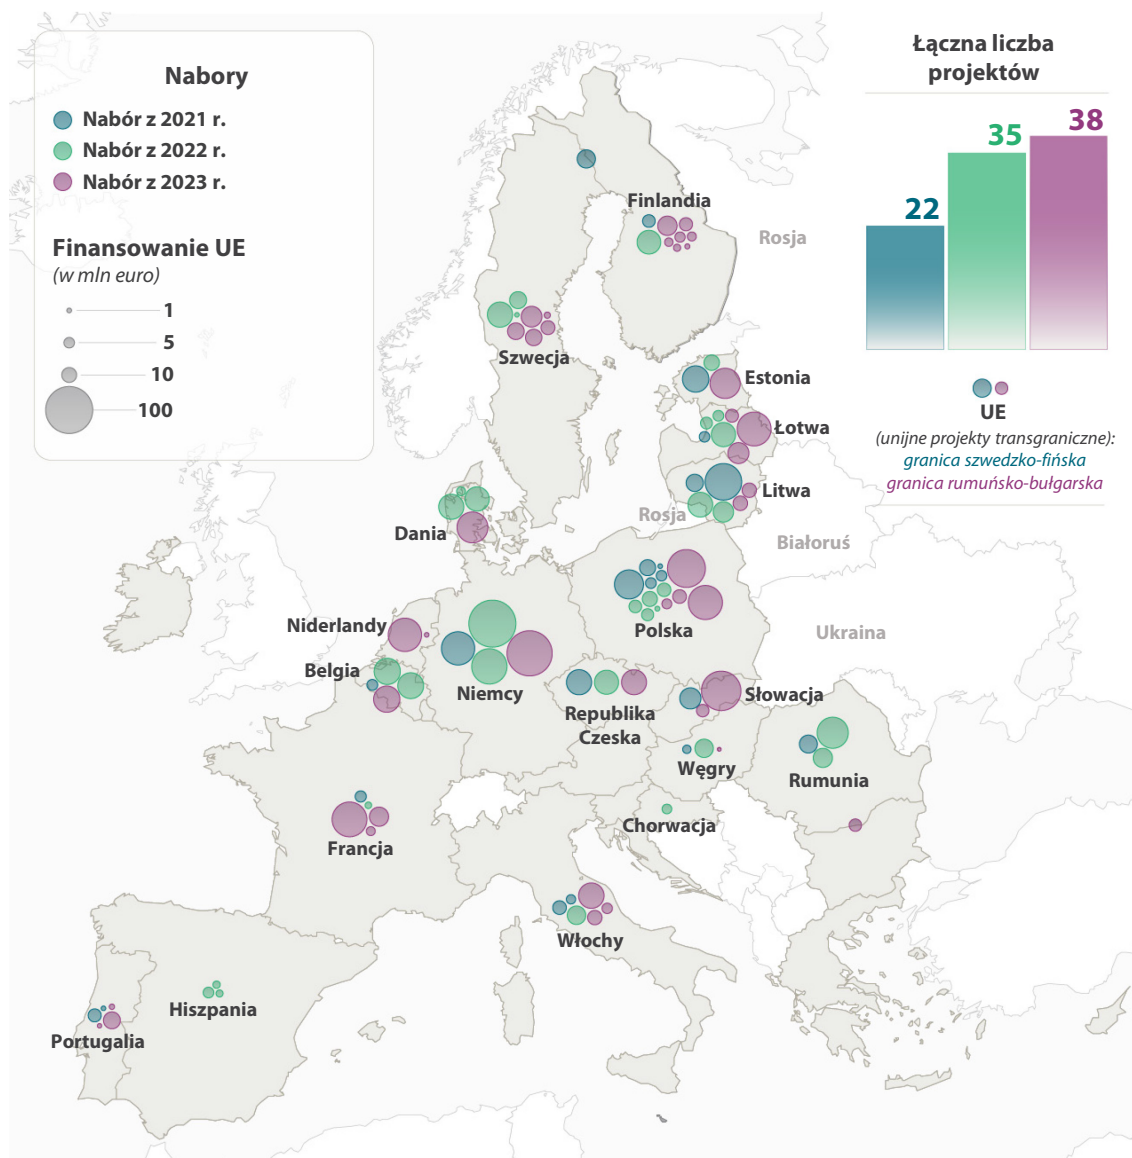 Nabory
Nabór z 2021 r.
Nabór z 2022 r.
Nabór z 2023 r.
Finansowanie UE
(w mln euro)
1
5
10
100
Łączna liczba
projektów
22
35
38
UE
(unijne projekty transgraniczne):
granica szwedzko-fińska
granica rumuńsko-bułgarska
Finlandia
Rosja
Szwecja
Estonia
Łotwa
Litwa
Rosja
Dania
Białoruś
Niderlandy
Polska
Ukraina
Belgia
Niemcy
Republika
Czeska
Słowacja
Węgry
Rumunia
Chorwacja
Francja
Włochy
Hiszpania
Portugalia